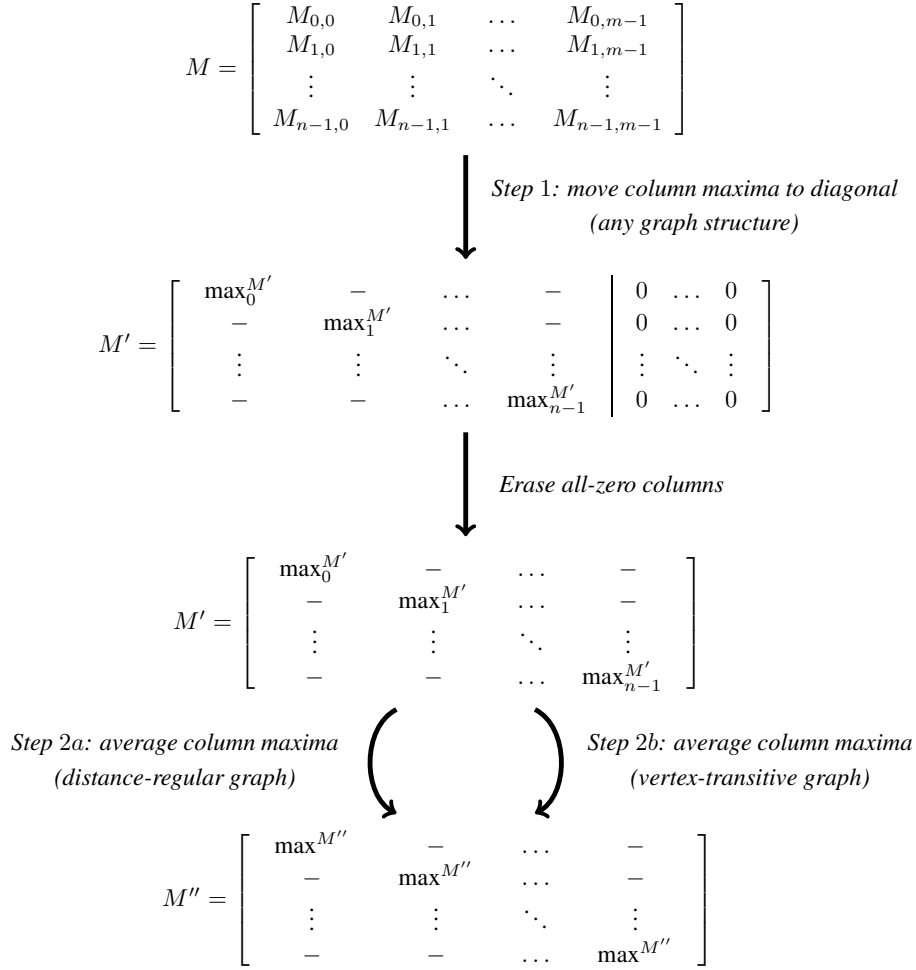 M = [ M_{0,0} M_{0,1} … M_{0,m−1}
M_{1,0} M_{1,1} … M_{1,m−1}
⋮ ⋮ ⋱ ⋮
M_{n−1,0} M_{n−1,1} … M_{n−1,m−1} ]
Step 1: move column maxima to diagonal
(any graph structure)
M′ = [ max_0^{M′} − … − | 0 … 0
− max_1^{M′} … − | 0 … 0
⋮ ⋮ ⋱ ⋮ | ⋮ ⋱ ⋮
− − … max_{n−1}^{M′} | 0 … 0 ]
Erase all-zero columns
M′ = [ max_0^{M′} − … −
− max_1^{M′} … −
⋮ ⋮ ⋱ ⋮
− − … max_{n−1}^{M′} ]
Step 2a: average column maxima
(distance-regular graph)
Step 2b: average column maxima
(vertex-transitive graph)
M″ = [ max^{M″} − … −
− max^{M″} … −
⋮ ⋮ ⋱ ⋮
− − … max^{M″} ]